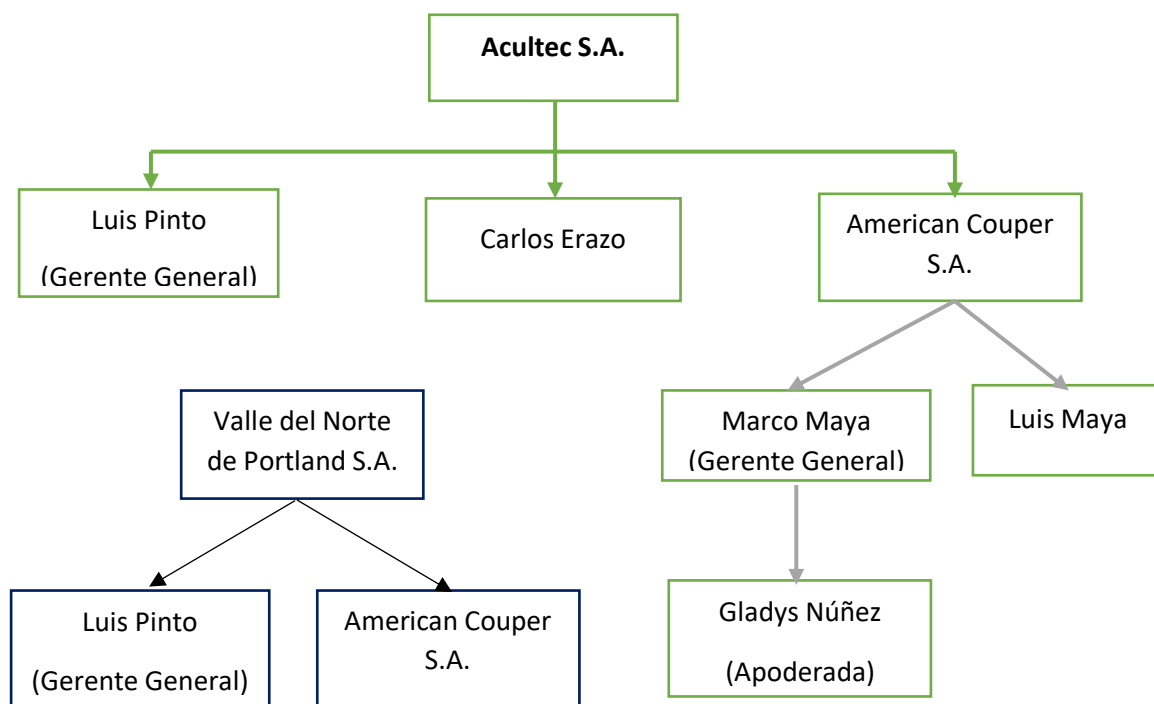 Acultec S.A.
Luis Pinto
(Gerente General)
Carlos Erazo
American Couper
S.A.
Valle del Norte
de Portland S.A.
Marco Maya
(Gerente General)
Luis Maya
Luis Pinto
(Gerente General)
American Couper
S.A.
Gladys Núñez
(Apoderada)